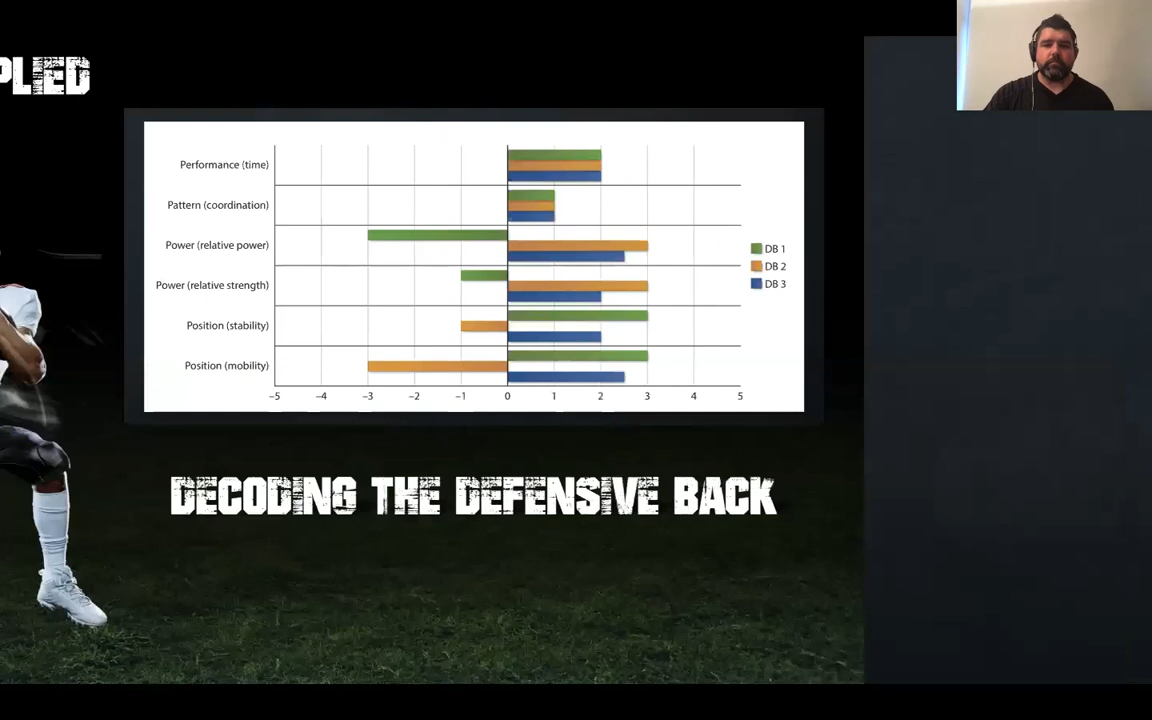 PLIED
Performance (time)
Pattern (coordination)
Power (relative power)
Power (relative strength)
Position (stability)
Position (mobility)
–5 –4 –3 –2 –1 0 1 2 3 4 5
DB 1
DB 2
DB 3
DECODING THE DEFENSIVE BACK